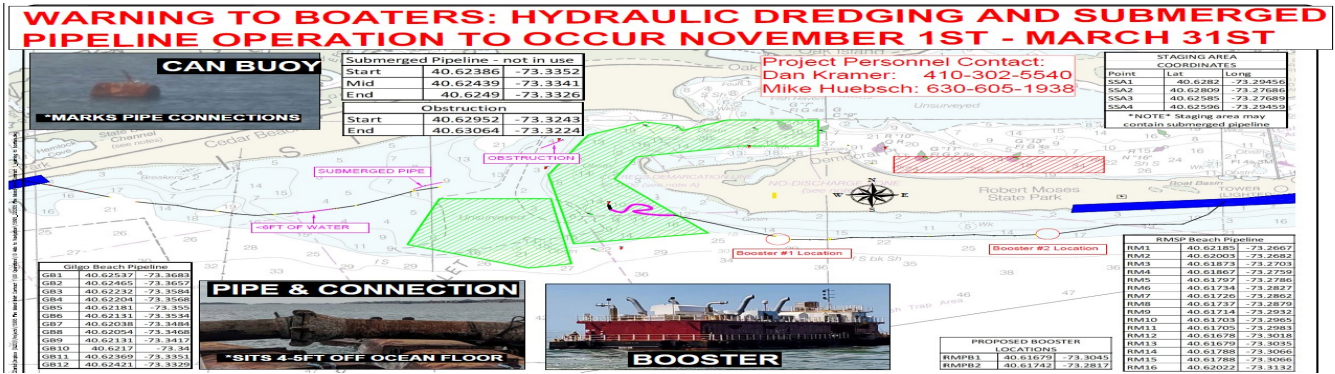 WARNING TO BOATERS: HYDRAULIC DREDGING AND SUBMERGED
PIPELINE OPERATION TO OCCUR NOVEMBER 1ST - MARCH 31ST
CAN BUOY
*MARKS PIPE CONNECTIONS
Submerged Pipeline - not in use
Start 40.62386 -73.3352
Mid 40.62439 -73.3341
End 40.6249 -73.3326
Obstruction
Start 40.62952 -73.3243
End 40.63064 -73.3224
Project Personnel Contact:
Dan Kramer: 410-302-5540
Mike Huebsch: 630-605-1938
STAGING AREA
COORDINATES
Point Lat Long
SSA1 40.6282 -73.29456
SSA2 40.62809 -73.27686
SSA3 40.62585 -73.27689
SSA4 40.62596 -73.29459
*NOTE* Staging area may
contain submerged pipeline
Oak Island
Cedar Beach
Unsurveyed
OBSTRUCTION
SUBMERGED PIPE
<6FT OF WATER
Unsurveyed
NO-DISCHARGE
Robert Moses
State Park
Boat Basin
TOWER
W N E S
Booster #1 Location
Booster #2 Location
Gilgo Beach Pipeline
GB1 40.62537 -73.3683
GB2 40.62465 -73.3657
GB3 40.62232 -73.3584
GB4 40.62204 -73.3568
GB5 40.62181 -73.355
GB6 40.62131 -73.3534
GB7 40.62038 -73.3484
GB8 40.62054 -73.3468
GB9 40.62131 -73.3417
GB10 40.6217 -73.34
GB11 40.62369 -73.3351
GB12 40.62421 -73.3329
PIPE & CONNECTION
*SITS 4-5FT OFF OCEAN FLOOR
BOOSTER
PROPOSED BOOSTER
LOCATIONS
RMPB1 40.61679 -73.3045
RMPB2 40.61742 -73.2817
RMSP Beach Pipeline
RM1 40.62185 -73.2667
RM2 40.62003 -73.2682
RM3 40.61873 -73.2703
RM4 40.61867 -73.2759
RM5 40.61797 -73.2786
RM6 40.61734 -73.2827
RM7 40.61726 -73.2862
RM8 40.61737 -73.2879
RM9 40.61714 -73.2932
RM10 40.61703 -73.2965
RM11 40.61705 -73.2983
RM12 40.61678 -73.3018
RM13 40.61679 -73.3035
RM14 40.61788 -73.3066
RM15 40.61788 -73.3066
RM16 40.62022 -73.3132